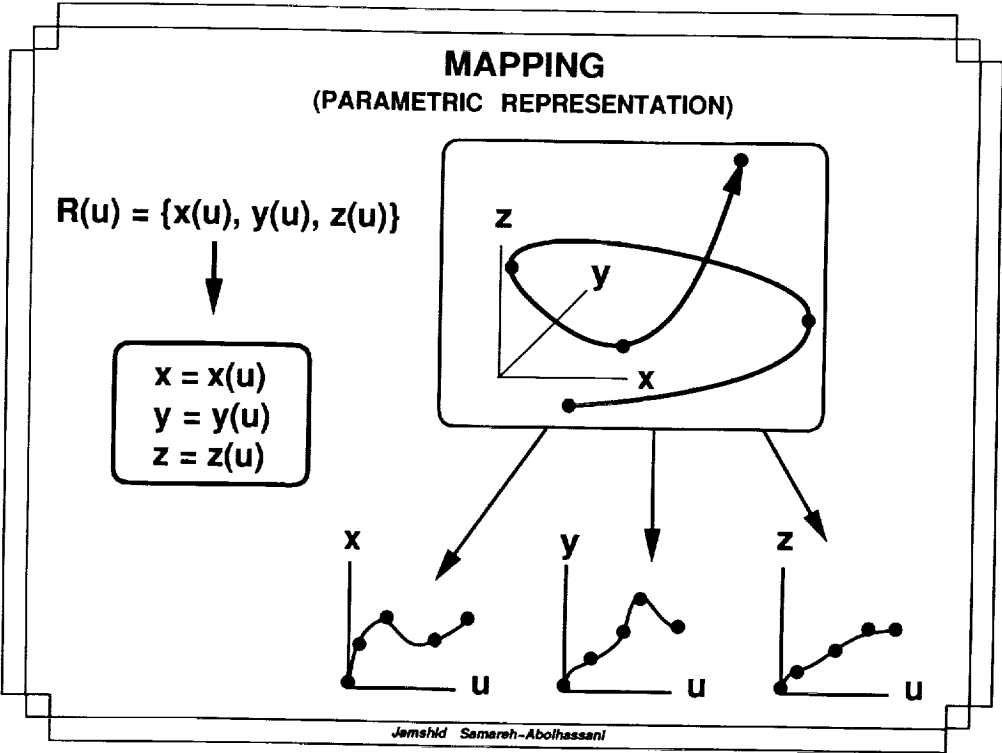 MAPPING
(PARAMETRIC REPRESENTATION)
R(u) = {x(u), y(u), z(u)}
z
y
x
x = x(u)
y = y(u)
z = z(u)
x
y
z
u
u
u
Jamshid Samareh-Abolhassani